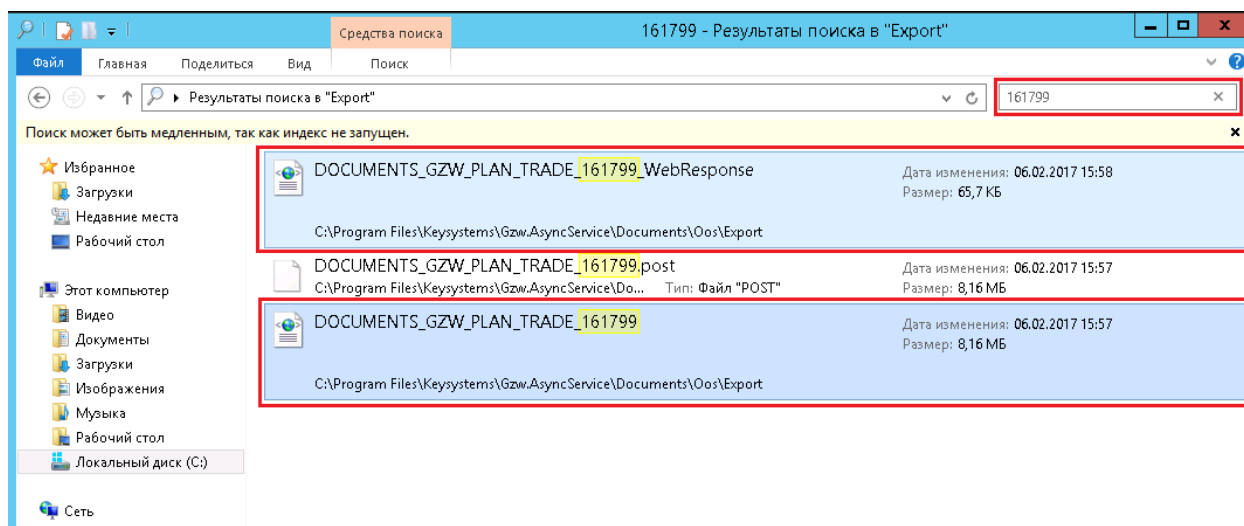 Средства поиска
161799 - Результаты поиска в "Export"
Файл Главная Поделиться Вид Поиск
Результаты поиска в "Export" 161799
Поиск может быть медленным, так как индекс не запущен.
Избранное
Загрузки
Недавние места
Рабочий стол
Этот компьютер
Видео
Документы
Загрузки
Изображения
Музыка
Рабочий стол
Локальный диск (C:)
Сеть
DOCUMENTS_GZW_PLAN_TRADE_161799_WebResponse
Дата изменения: 06.02.2017 15:58
Размер: 65,7 КБ
C:\Program Files\Keysystems\Gzw.AsyncService\Documents\Oos\Export
DOCUMENTS_GZW_PLAN_TRADE_161799.post
Дата изменения: 06.02.2017 15:57
C:\Program Files\Keysystems\Gzw.AsyncService\Do... Тип: Файл "POST"
Размер: 8,16 МБ
DOCUMENTS_GZW_PLAN_TRADE_161799
Дата изменения: 06.02.2017 15:57
Размер: 8,16 МБ
C:\Program Files\Keysystems\Gzw.AsyncService\Documents\Oos\Export